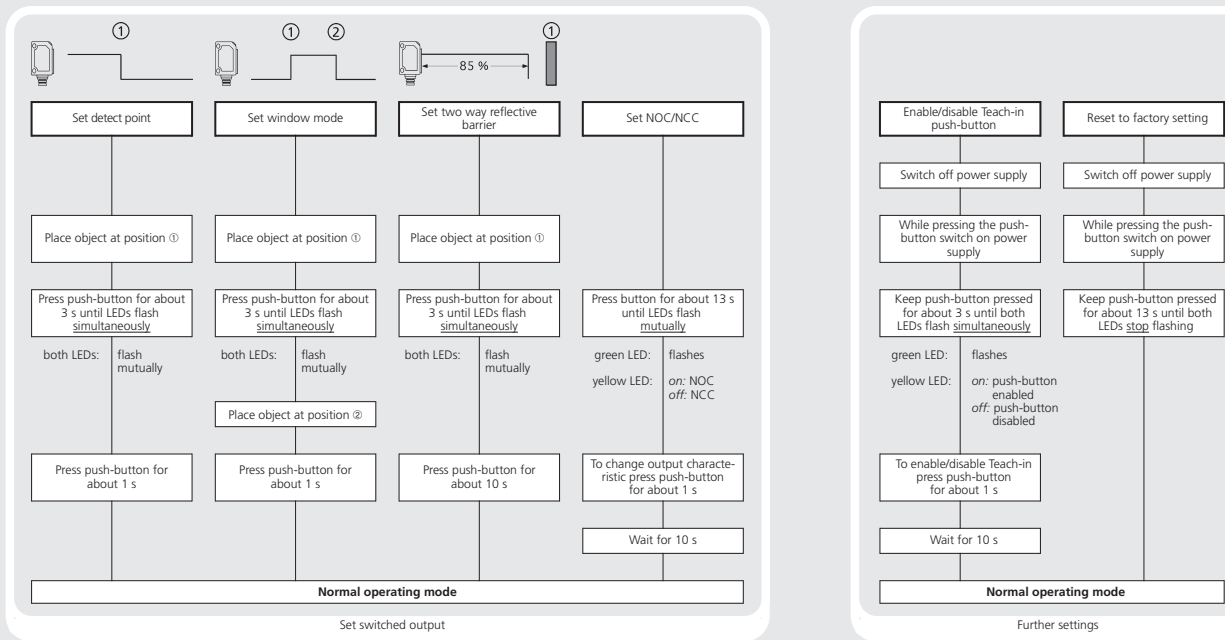 ①
① ②
①
85 %
Set detect point
Place object at position ①
Press push-button for about
3 s until LEDs flash
simultaneously
both LEDs: flash
mutually
Press push-button for
about 1 s
Set window mode
Place object at position ①
Press push-button for about
3 s until LEDs flash
simultaneously
both LEDs: flash
mutually
Place object at position ②
Press push-button for
about 1 s
Set two way reflective
barrier
Place object at position ①
Press push-button for about
3 s until LEDs flash
simultaneously
both LEDs: flash
mutually
Press push-button for
about 10 s
Set NOC/NCC
Press button for about 13 s
until LEDs flash
mutually
green LED: flashes
yellow LED: on: NOC
off: NCC
To change output characte-
ristic press push-button
for about 1 s
Wait for 10 s
Normal operating mode
Set switched output
Enable/disable Teach-in
push-button
Switch off power supply
While pressing the push-
button switch on power
supply
Keep push-button pressed
for about 3 s until both
LEDs flash simultaneously
green LED: flashes
yellow LED: on: push-button
enabled
off: push-button
disabled
To enable/disable Teach-in
press push-button
for about 1 s
Wait for 10 s
Reset to factory setting
Switch off power supply
While pressing the push-
button switch on power
supply
Keep push-button pressed
for about 13 s until both
LEDs stop flashing
Normal operating mode
Further settings